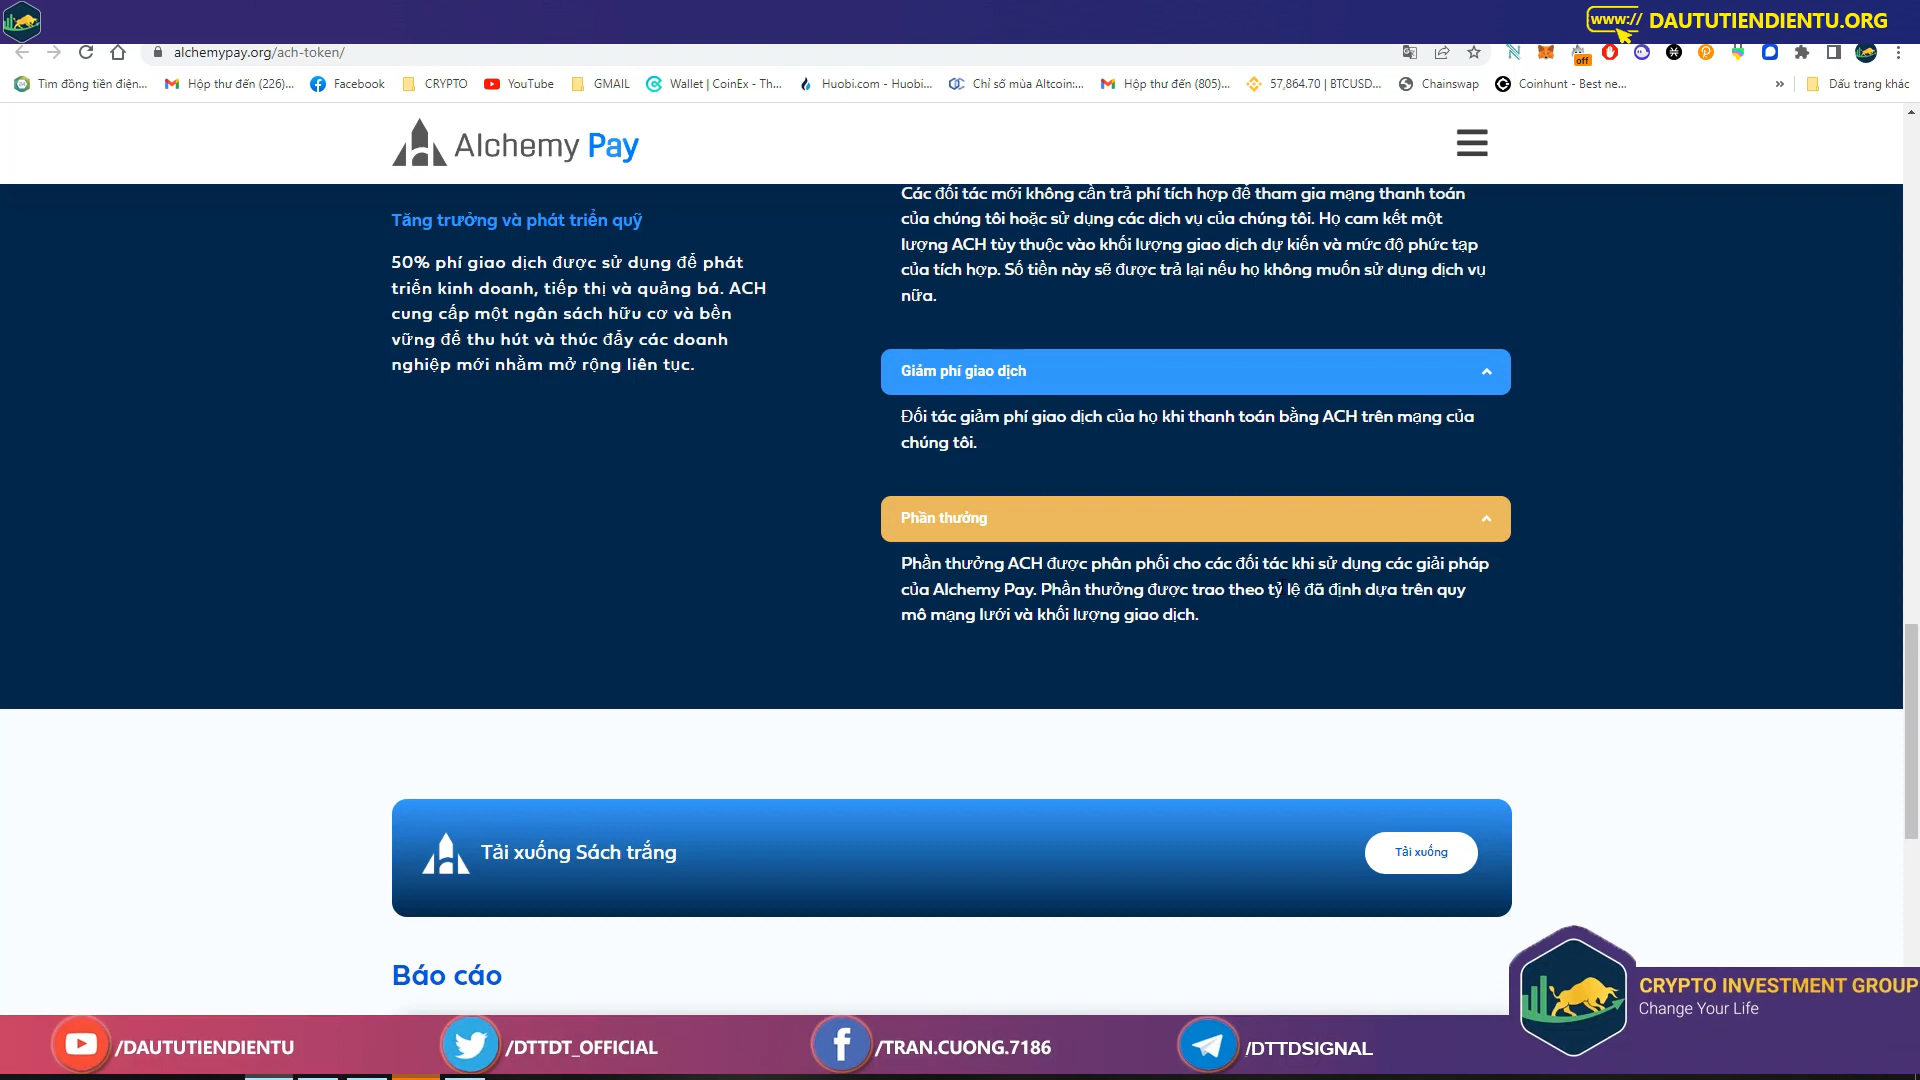 www:// DAUTUTIENDIENTU.ORG
alchemypay.org/ach-token/
off
Tìm đồng tiền điện... Hộp thư đến (226)... Facebook CRYPTO YouTube GMAIL Wallet | CoinEx - Th... Huobi.com - Huobi... Chỉ số mùa Altcoin:... Hộp thư đến (805)... 57,864.70 | BTCUSD... Chainswap Coinhunt - Best ne... » Dấu trang khác
Alchemy Pay
Tăng trưởng và phát triển quỹ
50% phí giao dịch được sử dụng để phát
triển kinh doanh, tiếp thị và quảng bá. ACH
cung cấp một ngân sách hữu cơ và bền
vững để thu hút và thúc đẩy các doanh
nghiệp mới nhằm mở rộng liên tục.
Các đối tác mới không cần trả phí tích hợp để tham gia mạng thanh toán
của chúng tôi hoặc sử dụng các dịch vụ của chúng tôi. Họ cam kết một
lượng ACH tùy thuộc vào khối lượng giao dịch dự kiến và mức độ phức tạp
của tích hợp. Số tiền này sẽ được trả lại nếu họ không muốn sử dụng dịch vụ
nữa.
Giảm phí giao dịch
Đối tác giảm phí giao dịch của họ khi thanh toán bằng ACH trên mạng của
chúng tôi.
Phần thưởng
Phần thưởng ACH được phân phối cho các đối tác khi sử dụng các giải pháp
của Alchemy Pay. Phần thưởng được trao theo tỷ lệ đã định dựa trên quy
mô mạng lưới và khối lượng giao dịch.
Tải xuống Sách trắng
Tải xuống
Báo cáo
CRYPTO INVESTMENT GROUP
Change Your Life
/DAUTUTIENDIENTU
/DTTDT_OFFICIAL
/TRAN.CUONG.7186
/DTTDSIGNAL